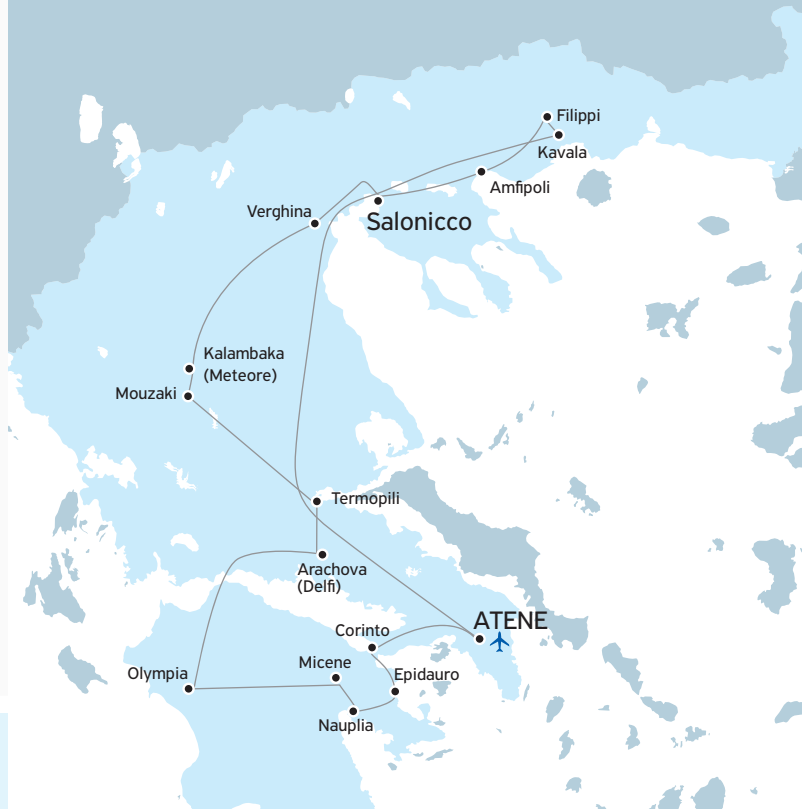 Filippi
Kavala
Amfipoli
Verghina
Salonicco
Kalambaka
(Meteore)
Mouzaki
Termopili
Arachova
(Delfi)
ATENE
Corinto
Micene
Olympia
Epidauro
Nauplia